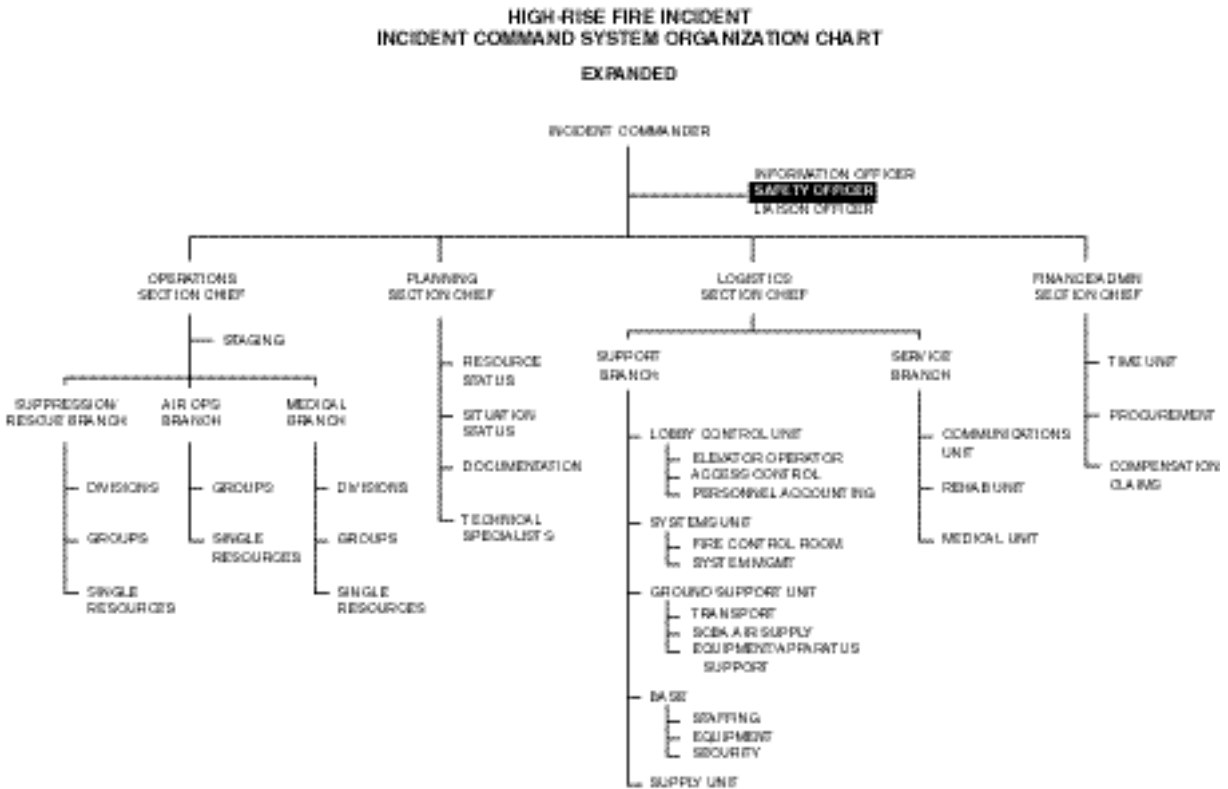 HIGH-RISE FIRE INCIDENT
INCIDENT COMMAND SYSTEM ORGANIZATION CHART
EXPANDED
INCIDENT COMMANDER
INFORMATION OFFICER
SAFETY OFFICER
LIAISON OFFICER
OPERATIONS
SECTION CHIEF
PLANNING
SECTION CHIEF
LOGISTICS
SECTION CHIEF
FINANCE/ADMIN
SECTION CHIEF
STAGING
SUPPRESSION/
RESCUE BRANCH
AIR OPS
BRANCH
MEDICAL
BRANCH
DIVISIONS
GROUPS
SINGLE
RESOURCES
GROUPS
SINGLE
RESOURCES
DIVISIONS
GROUPS
SINGLE
RESOURCES
RESOURCE
STATUS
SITUATION
STATUS
DOCUMENTATION
TECHNICAL
SPECIALISTS
SUPPORT
BRANCH
SERVICE
BRANCH
LOBBY CONTROL UNIT
ELEVATOR OPERATOR
ACCESS CONTROL
PERSONNEL ACCOUNTING
SYSTEMS UNIT
FIRE CONTROL ROOM
SYSTEM MGMT
GROUND SUPPORT UNIT
TRANSPORT
SCBA AIR SUPPLY
EQUIPMENT/APPARATUS
SUPPORT
BASE
STAFFING
EQUIPMENT
SECURITY
SUPPLY UNIT
COMMUNICATIONS
UNIT
REHAB UNIT
MEDICAL UNIT
TIME UNIT
PROCUREMENT
COMPENSATION
CLAIMS